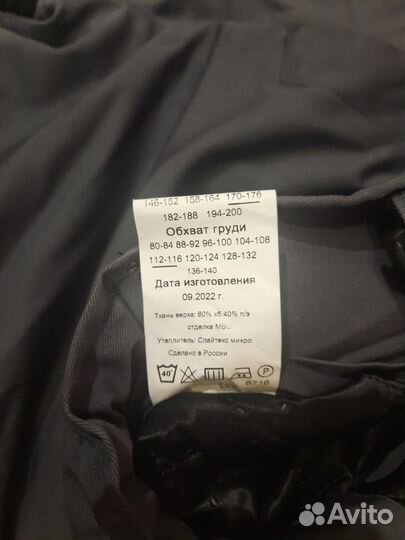 146-152 158-164 170-176
182-188 194-200
Обхват груди
80-84 88-92 96-100 104-108
112-116 120-124 128-132
136-140
Дата изготовления
09.2022 г.
Ткань верха: 60% хб 40% п/э
отделка МВО
Утеплитель: Слайтекс микро
Сделано в России
40° P
6716
Avito